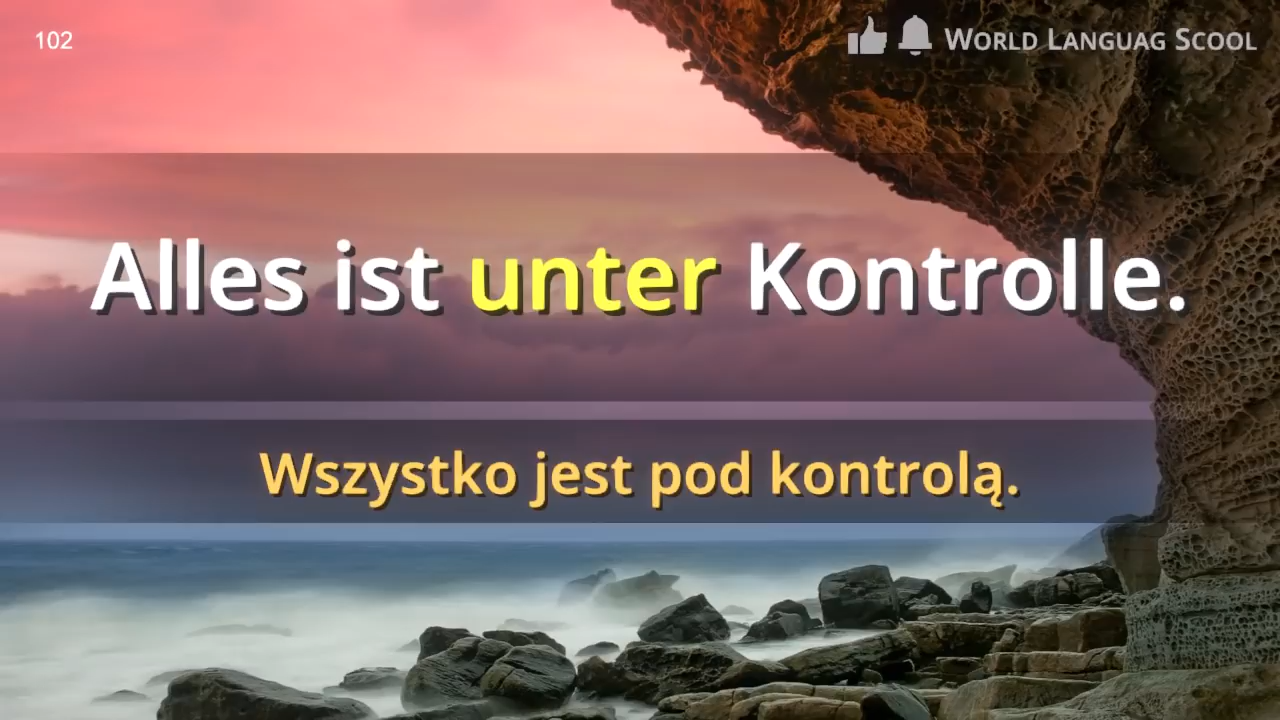 102
WORLD LANGUAG SCOOL
Alles ist unter Kontrolle.
Wszystko jest pod kontrolą.